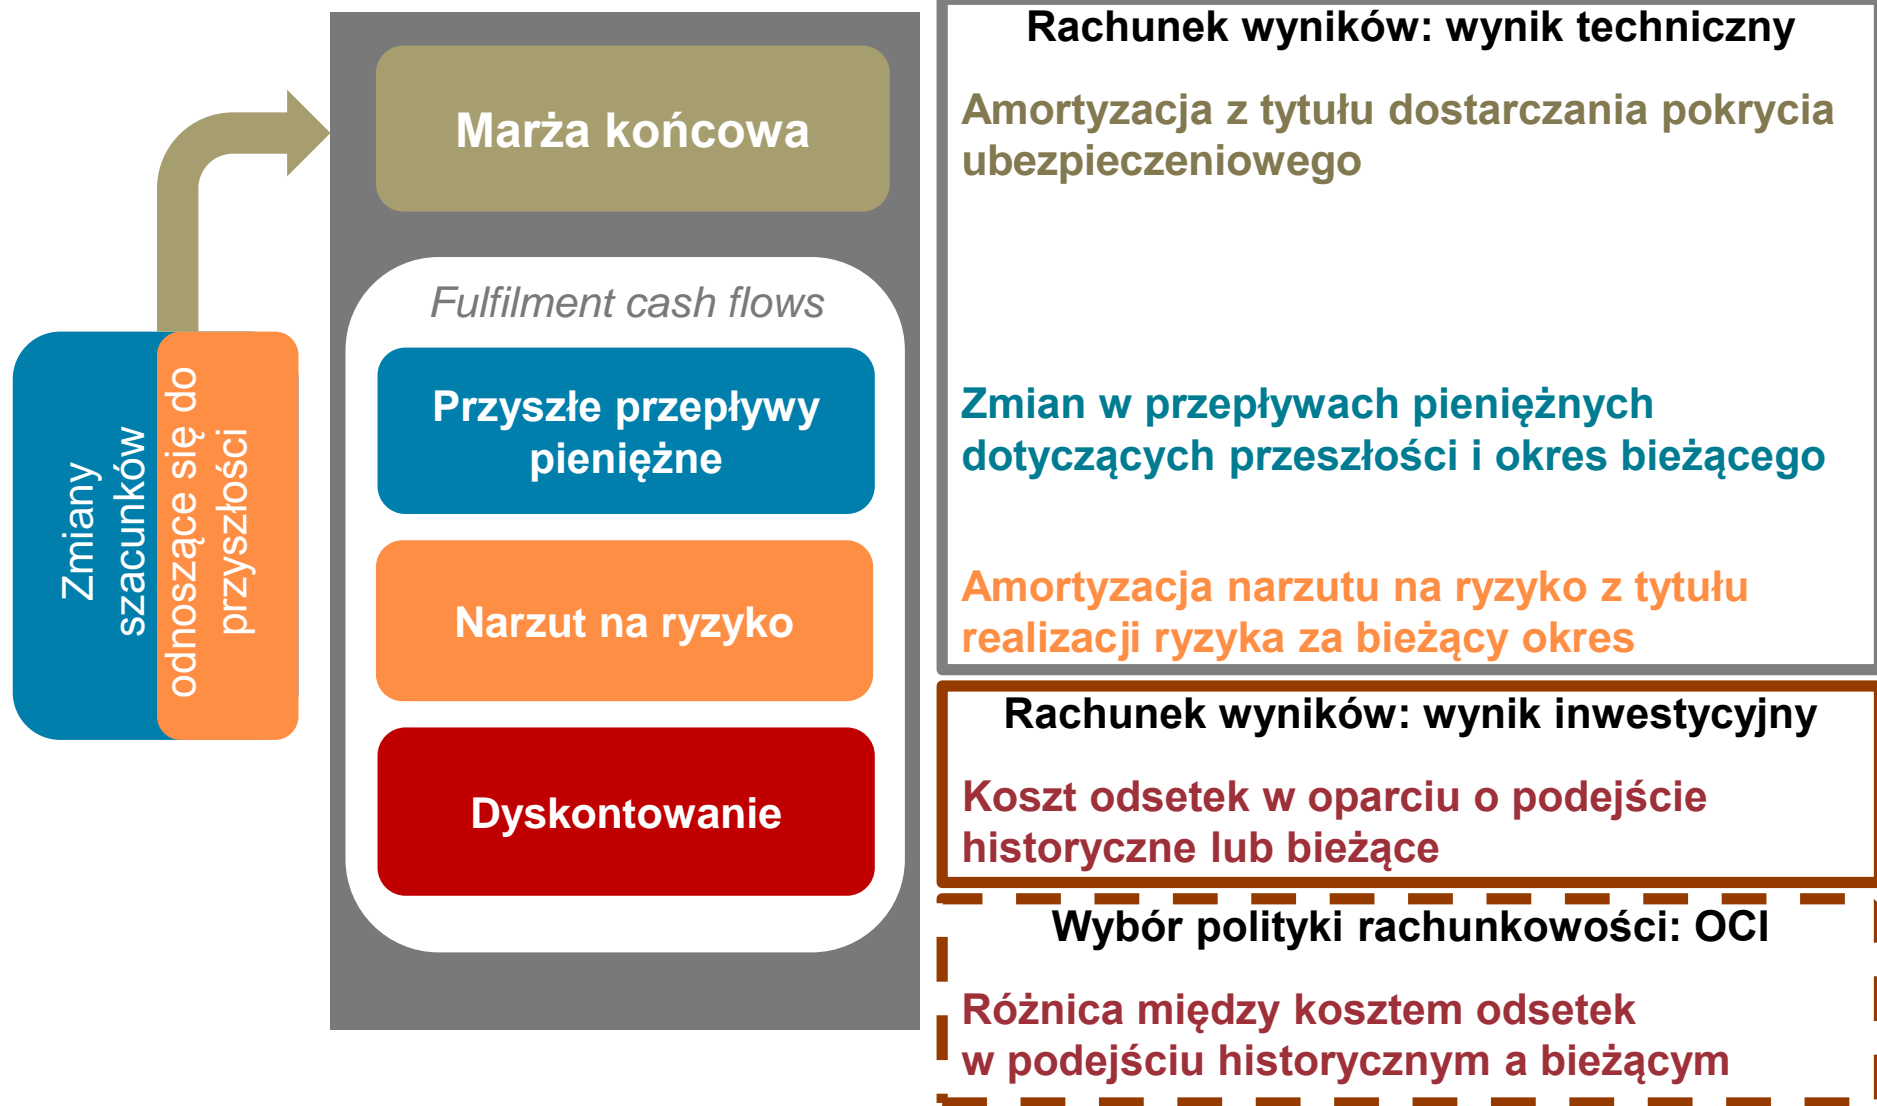 Zmiany
szacunków
odnoszące się do
przyszłości
Marża końcowa
Fulfilment cash flows
Przyszłe przepływy
pieniężne
Narzut na ryzyko
Dyskontowanie
Rachunek wyników: wynik techniczny
Amortyzacja z tytułu dostarczania pokrycia
ubezpieczeniowego
Zmian w przepływach pieniężnych
dotyczących przeszłości i okres bieżącego
Amortyzacja narzutu na ryzyko z tytułu
realizacji ryzyka za bieżący okres
Rachunek wyników: wynik inwestycyjny
Koszt odsetek w oparciu o podejście
historyczne lub bieżące
Wybór polityki rachunkowości: OCI
Różnica między kosztem odsetek
w podejściu historycznym a bieżącym